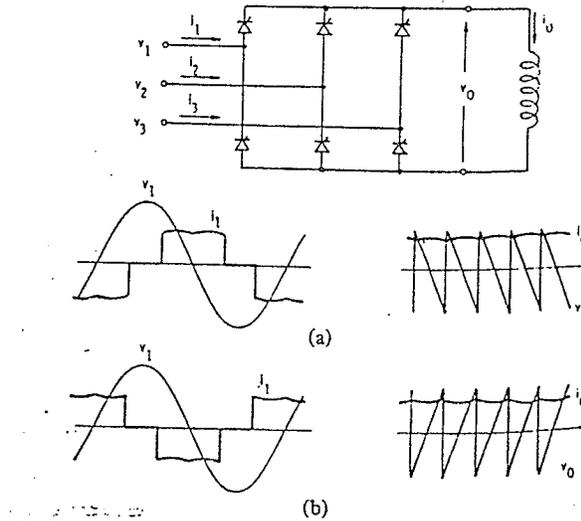 i₁
v₁
i₂
v₂
i₃
v₃
v₀
i₀
v₁
i₁
(a)
v₁
i₁
v₀
(b)